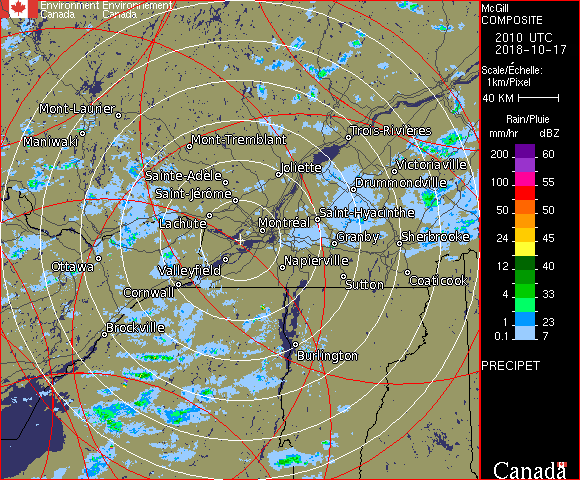 Environment Environnement
Canada Canada
Mont-Laurier
Maniwaki
Mont-Tremblant
Trois-Rivières
Sainte-Adèle
Joliette
Victoriaville
Saint-Jérôme
Drummondville
Lachute
Montréal
Saint-Hyacinthe
Granby
Sherbrooke
Ottawa
Valleyfield
Napierville
Cornwall
Sutton
Coaticook
Brockville
Burlington
McGill
COMPOSITE
2010 UTC
2018-10-17
Scale/Échelle:
1km/Pixel
40 KM
Rain/Pluie
mm/hr dBZ
200 60
100 55
50 50
24 45
12 40
4 33
1 23
0.1 7
PRECIPET
Canada